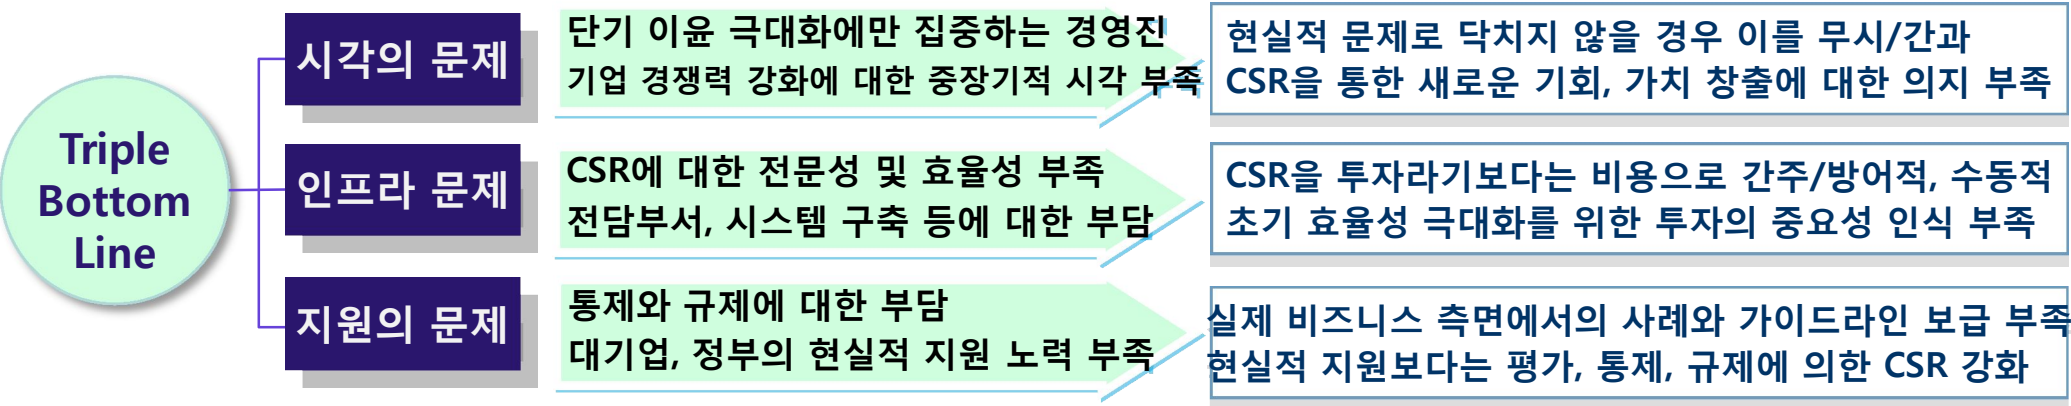 Triple
Bottom
Line
시각의 문제
단기 이윤 극대화에만 집중하는 경영진
기업 경쟁력 강화에 대한 중장기적 시각 부족
현실적 문제로 닥치지 않을 경우 이를 무시/간과
CSR을 통한 새로운 기회, 가치 창출에 대한 의지 부족
인프라 문제
CSR에 대한 전문성 및 효율성 부족
전담부서, 시스템 구축 등에 대한 부담
CSR을 투자라기보다는 비용으로 간주/방어적, 수동적
초기 효율성 극대화를 위한 투자의 중요성 인식 부족
지원의 문제
통제와 규제에 대한 부담
대기업, 정부의 현실적 지원 노력 부족
실제 비즈니스 측면에서의 사례와 가이드라인 보급 부족
현실적 지원보다는 평가, 통제, 규제에 의한 CSR 강화